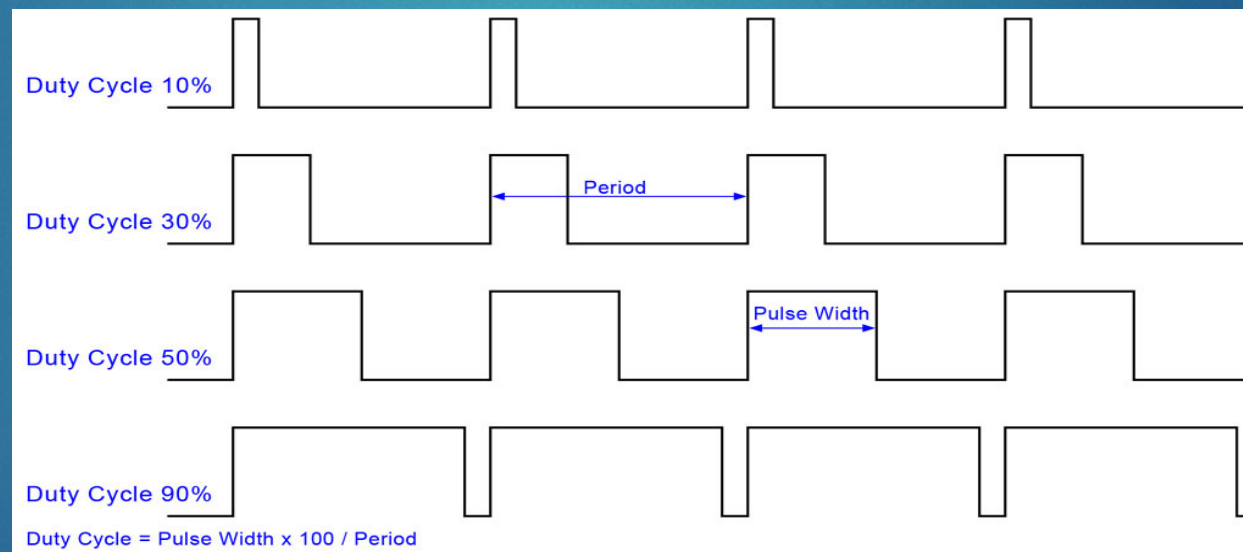 Duty Cycle 10%
Period
Duty Cycle 30%
Pulse Width
Duty Cycle 50%
Duty Cycle 90%
Duty Cycle = Pulse Width x 100 / Period